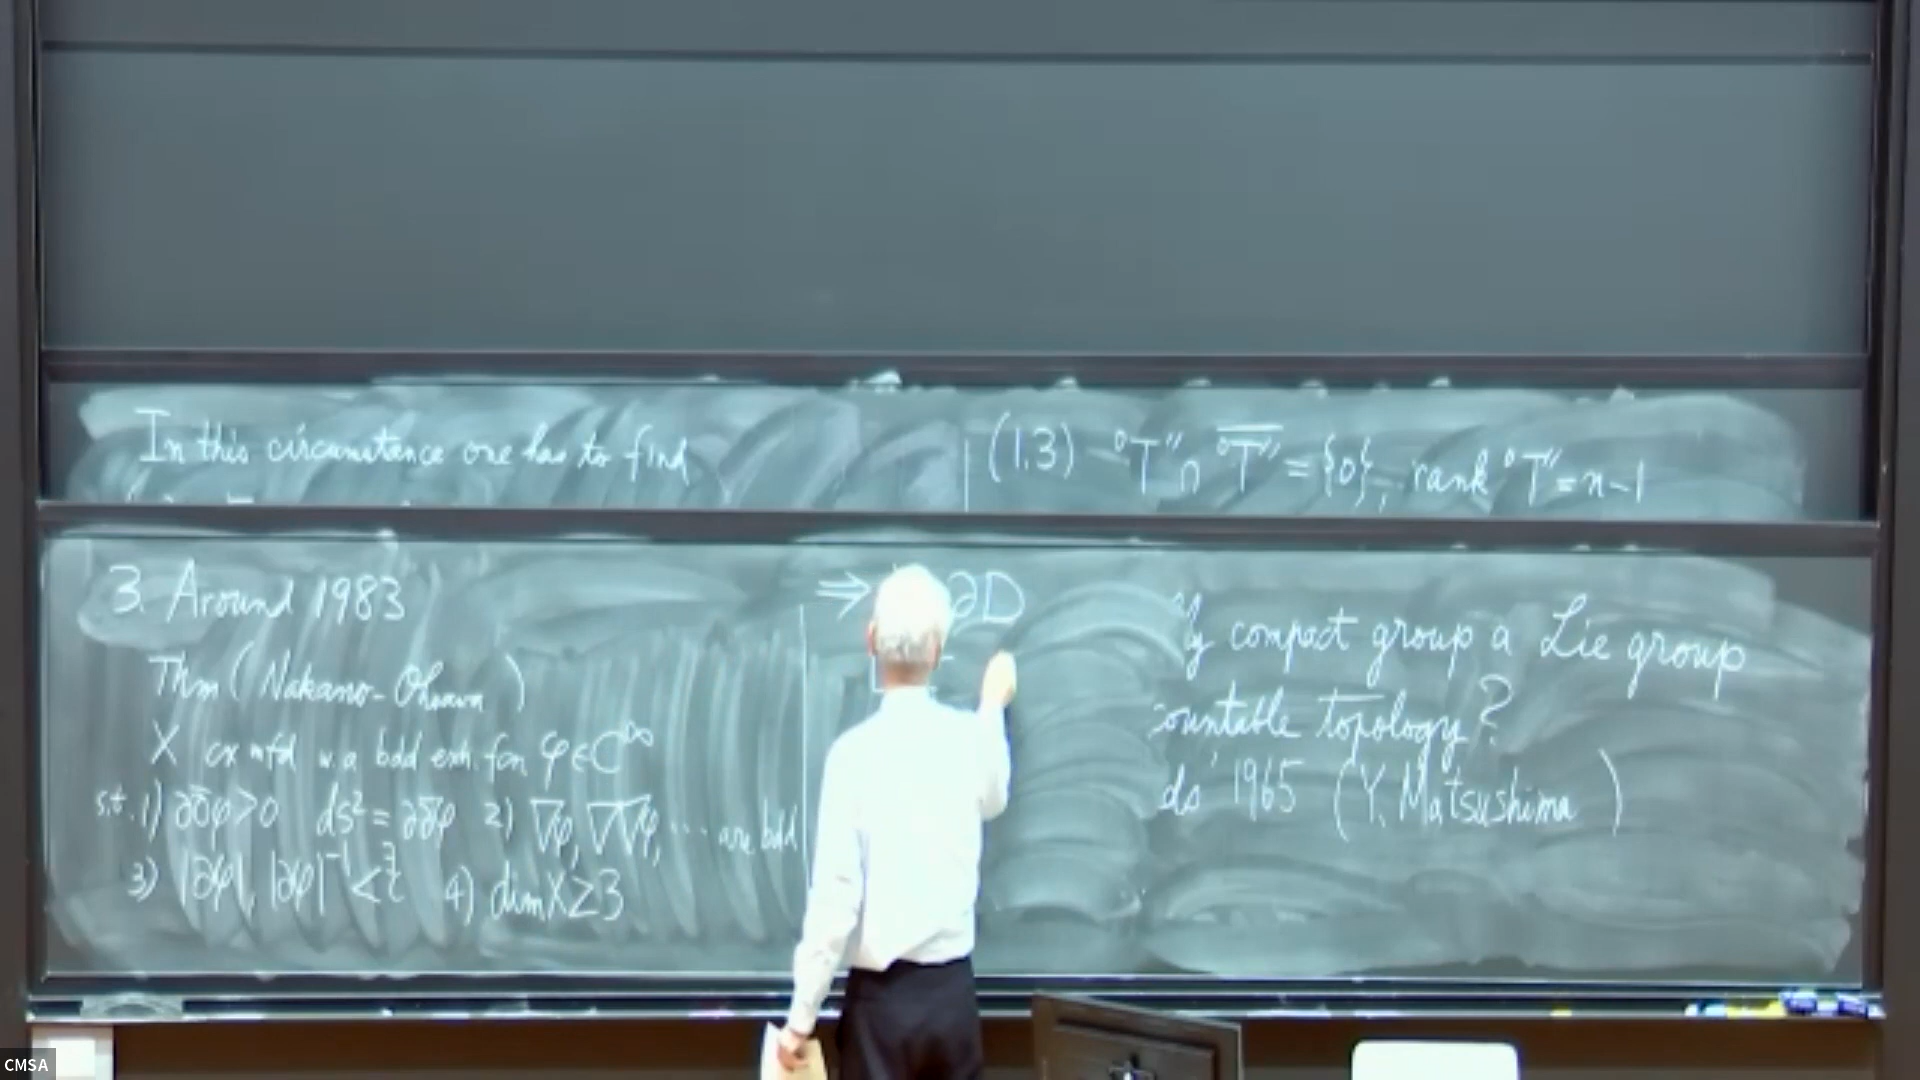 In this circumstance one has to find
(1.3) °T″ ∩ \overline{°T″} = {0}, rank °T″ = n-1
3. Around 1983
Thm (Nakano-Ohsawa)
X cx mfd w. a bdd exh. fcn φ ∈ C^∞
s.t. 1) ∂∂̄φ > 0 ds² = ∂∂̄φ 2) ∇φ, ∇∇φ, ... are bdd
3) |∂φ|, |∂φ|⁻¹ < 4) dim X ≥ 3
⇒ ∂D
compact group a Lie group
countable topology?
1965 (Y. Matsushima)
CMSA